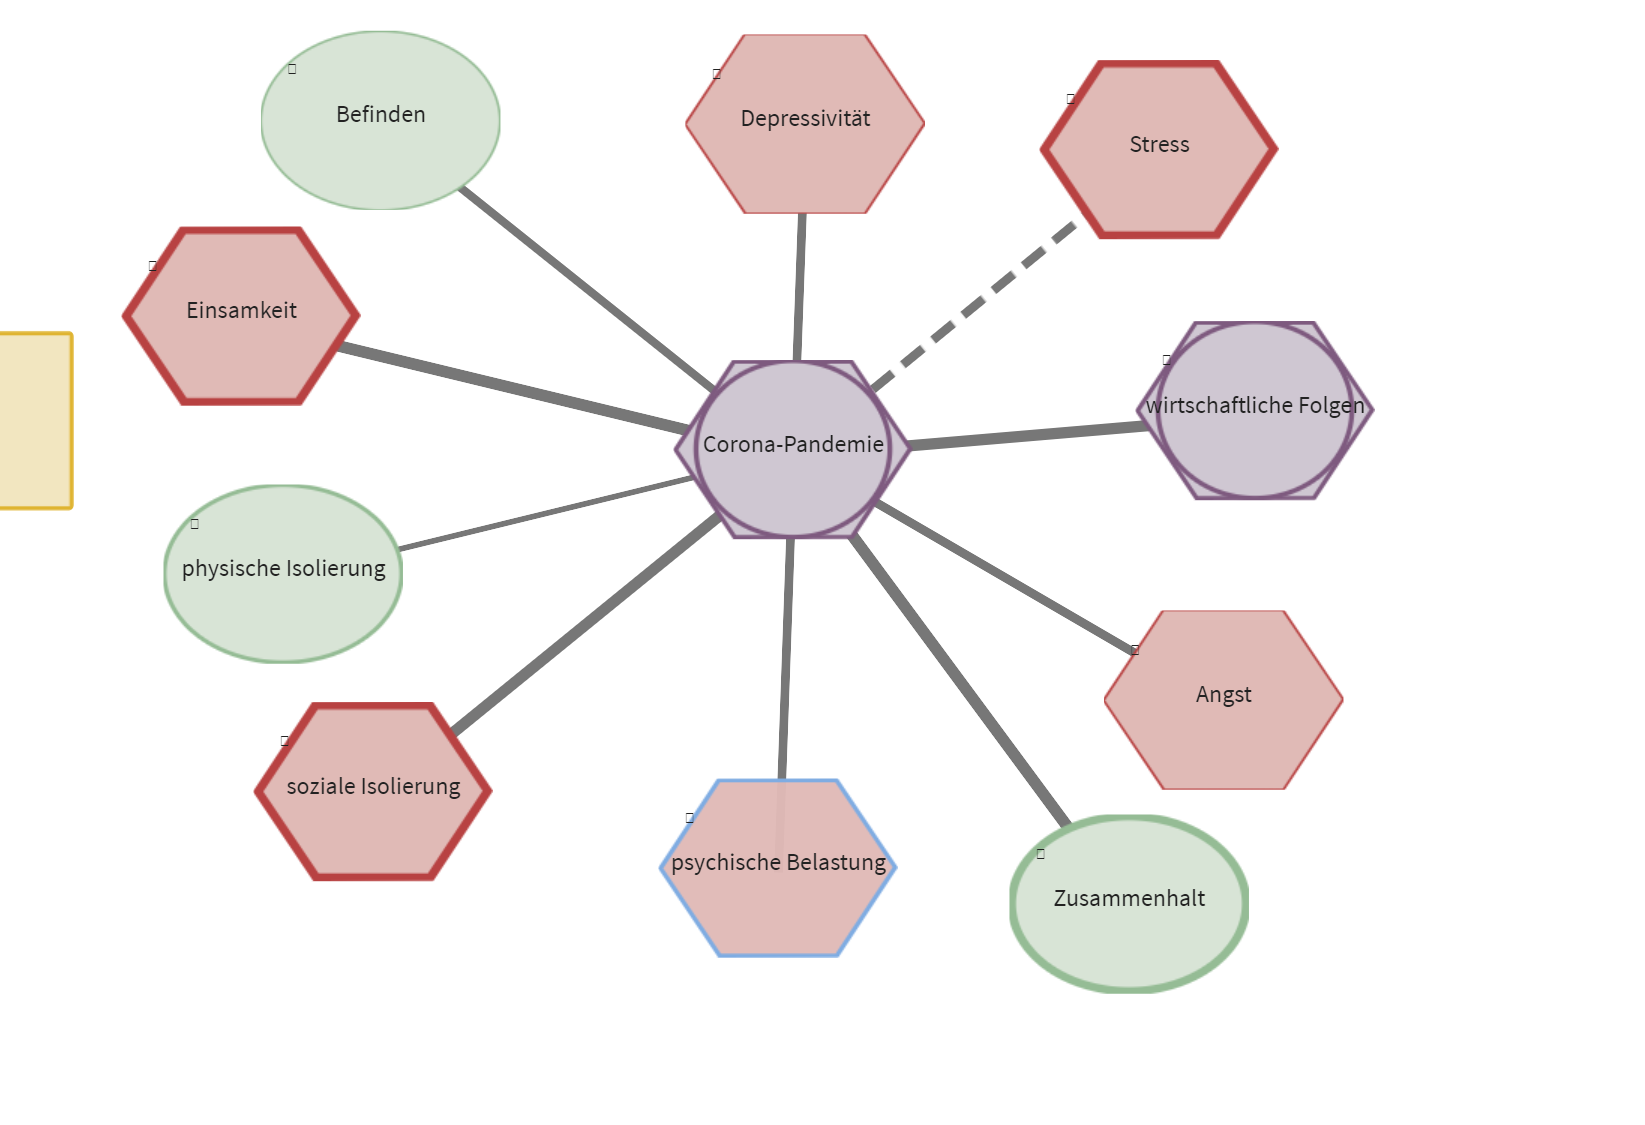 Befinden
Depressivität
Stress
Einsamkeit
wirtschaftliche Folgen
Corona-Pandemie
physische Isolierung
Angst
soziale Isolierung
psychische Belastung
Zusammenhalt